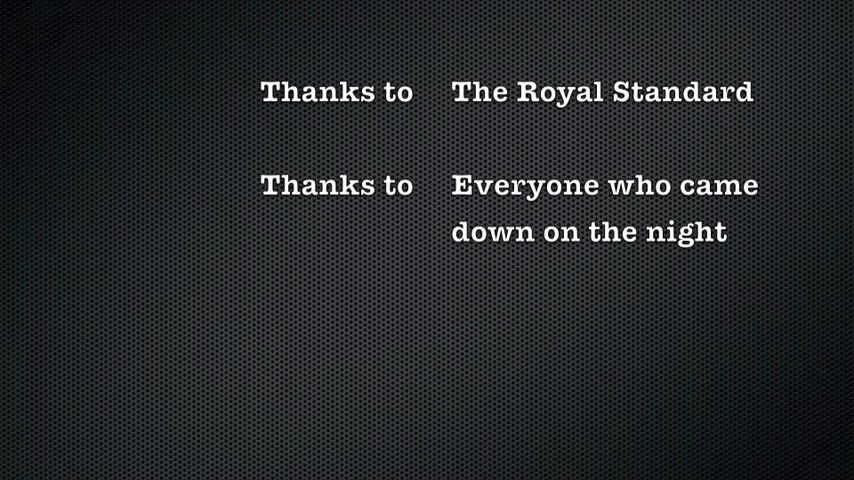 Thanks to The Royal Standard
Thanks to Everyone who came
down on the night